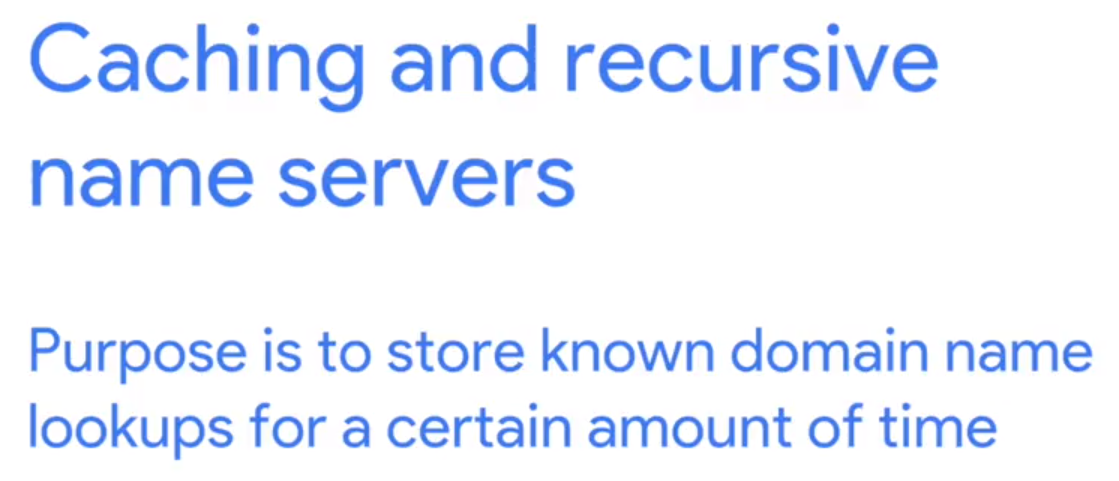 Caching and recursive
name servers
Purpose is to store known domain name
lookups for a certain amount of time